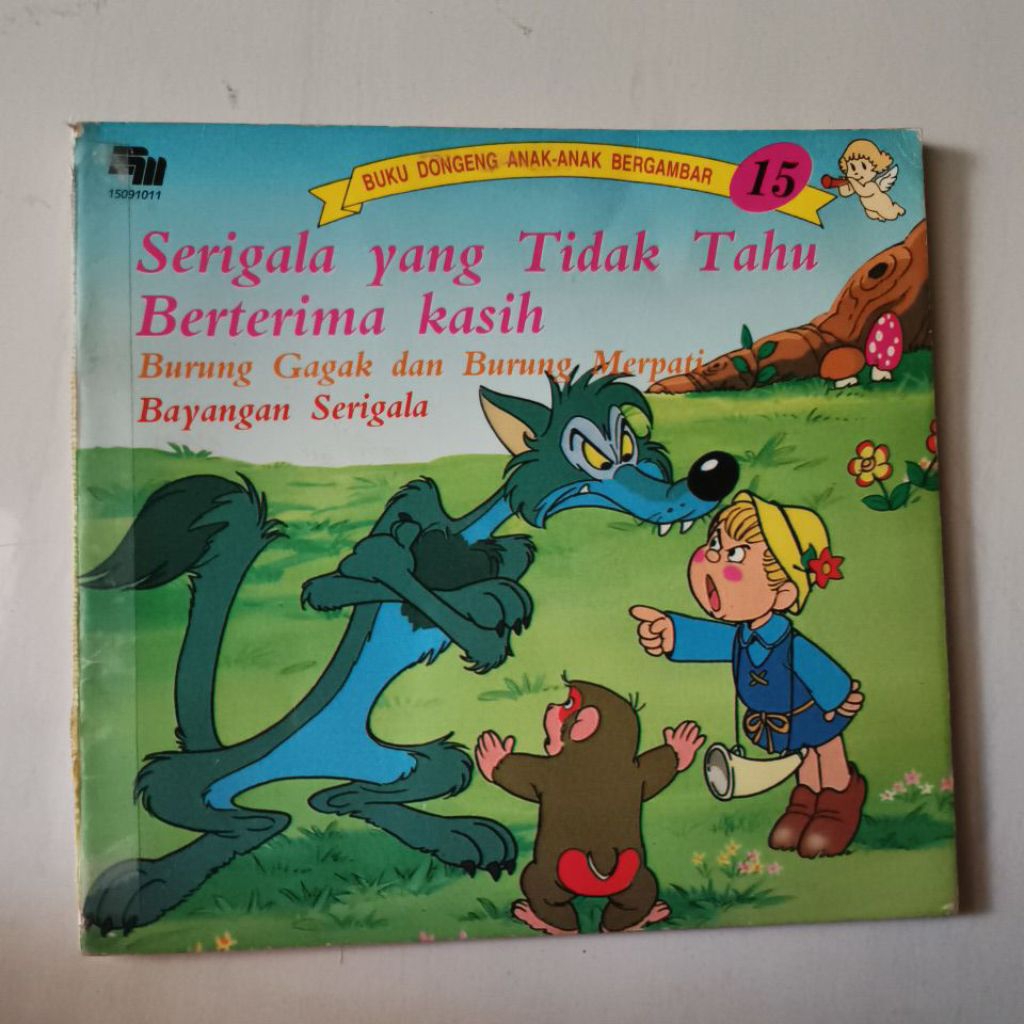 15091011
BUKU DONGENG ANAK-ANAK BERGAMBAR 15
Serigala yang Tidak Tahu
Berterima kasih
Burung Gagak dan Burung Merpati
Bayangan Serigala